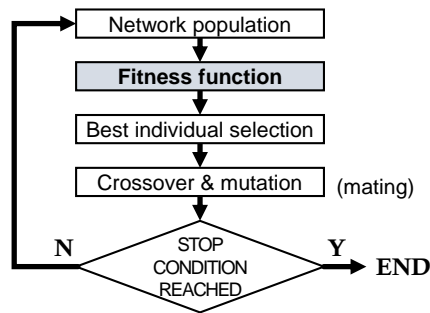 Network population
Fitness function
Best individual selection
Crossover & mutation (mating)
N STOP Y
CONDITION END
REACHED